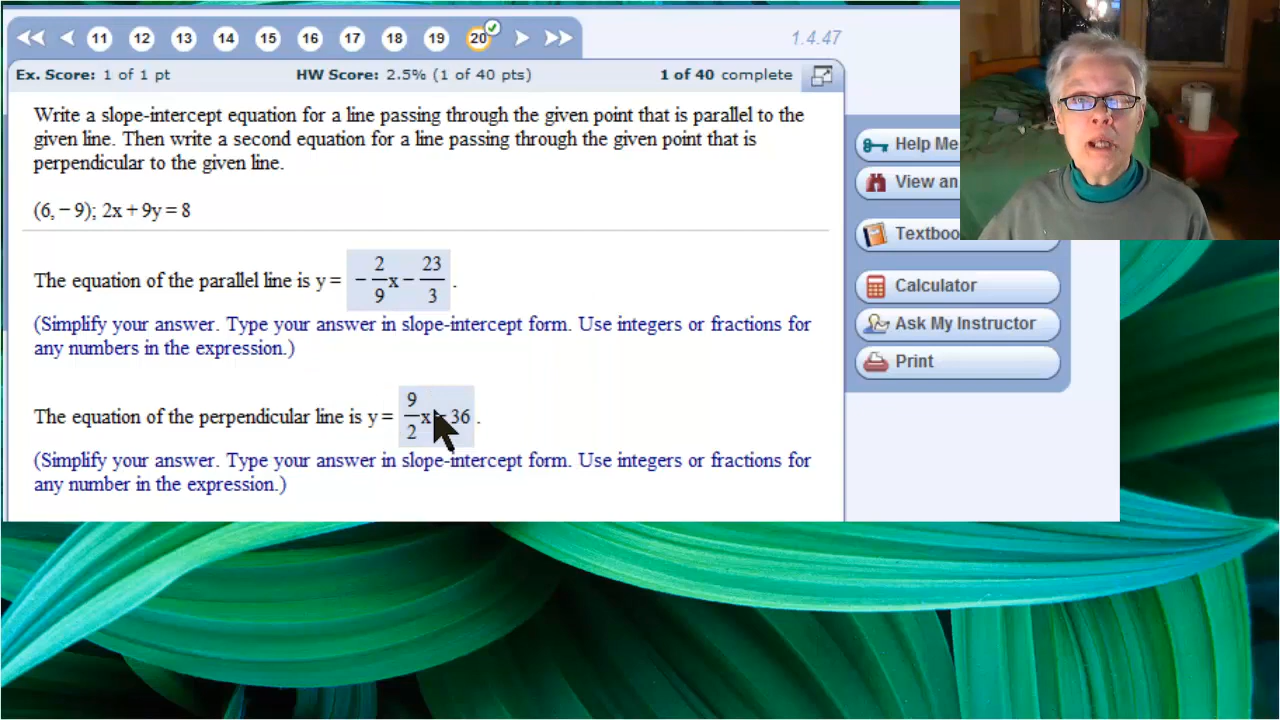 11 12 13 14 15 16 17 18 19 20
1.4.47
Ex. Score: 1 of 1 pt HW Score: 2.5% (1 of 40 pts) 1 of 40 complete
Write a slope-intercept equation for a line passing through the given point that is parallel to the
given line. Then write a second equation for a line passing through the given point that is
perpendicular to the given line.
(6, − 9); 2x + 9y = 8
The equation of the parallel line is y = − 2/9 x − 23/3 .
(Simplify your answer. Type your answer in slope-intercept form. Use integers or fractions for
any numbers in the expression.)
The equation of the perpendicular line is y = 9/2 x 36 .
(Simplify your answer. Type your answer in slope-intercept form. Use integers or fractions for
any number in the expression.)
Help Me
View an
Textboo
Calculator
Ask My Instructor
Print